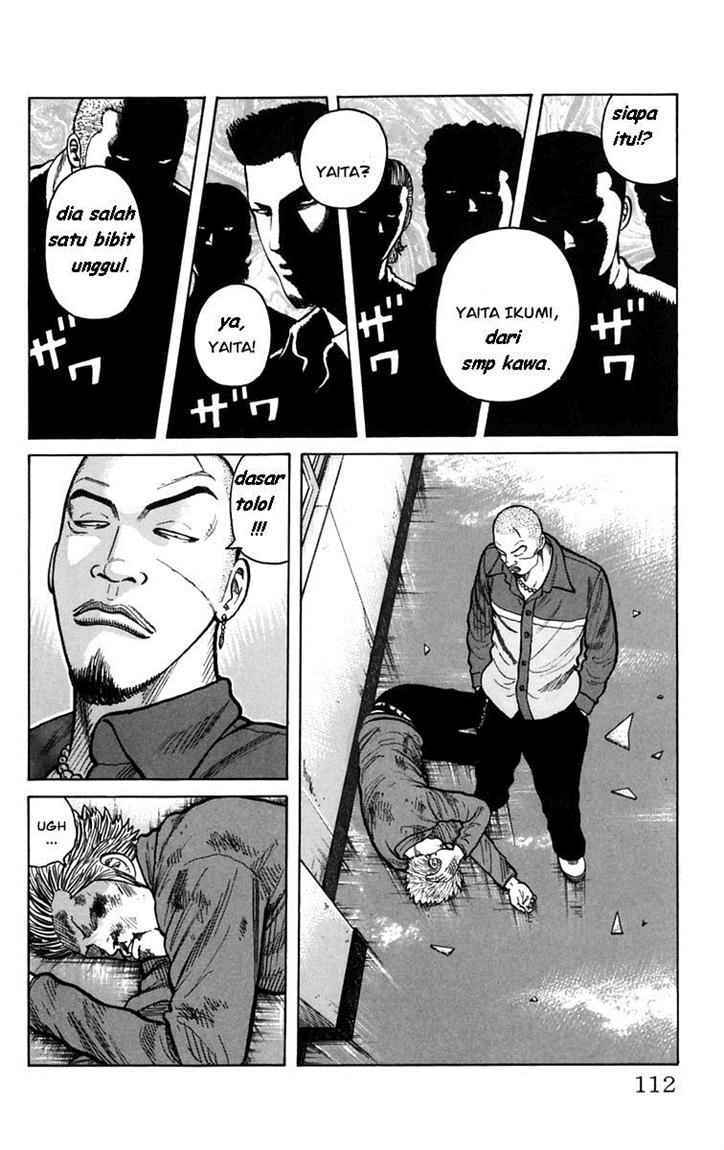 siapa
itu!?
YAITA IKUMI,
dari
smp kawa.
YAITA?
ya,
YAITA!
dia salah
satu bibit
unggul.
ザワ
ザワ
ザワ
ザワ
dasar
tolol
!!!
UGH
...
112